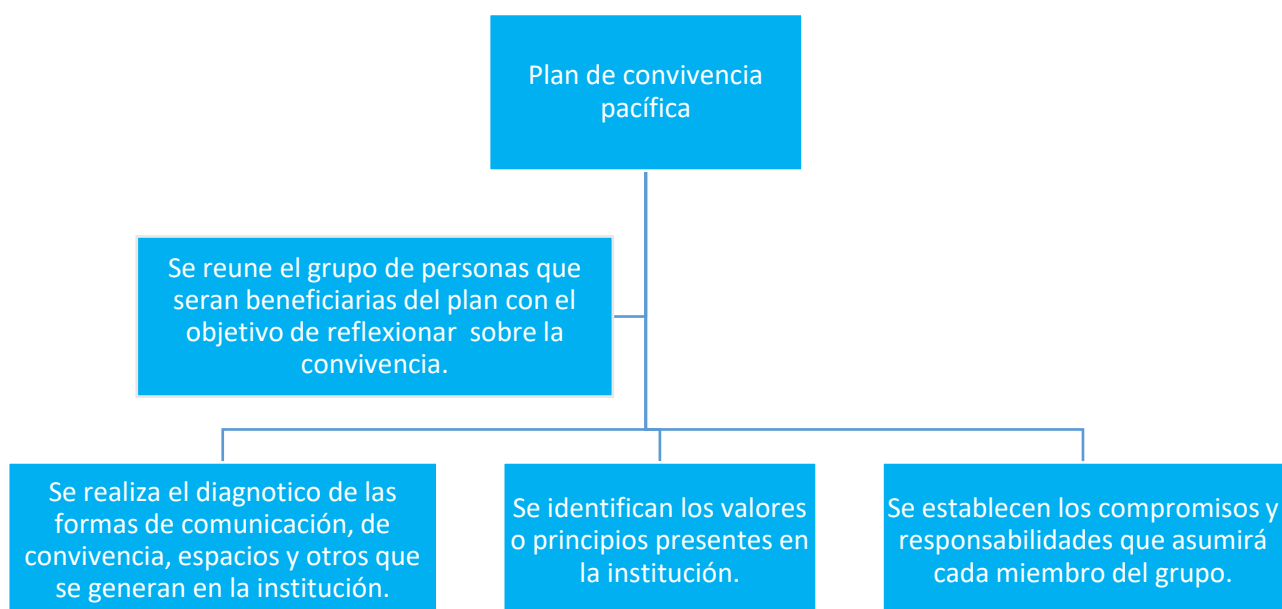 Plan de convivencia
pacífica
Se reune el grupo de personas que
seran beneficiarias del plan con el
objetivo de reflexionar sobre la
convivencia.
Se realiza el diagnotico de las
formas de comunicación, de
convivencia, espacios y otros que
se generan en la institución.
Se identifican los valores
o principios presentes en
la institución.
Se establecen los compromisos y
responsabilidades que asumirá
cada miembro del grupo.